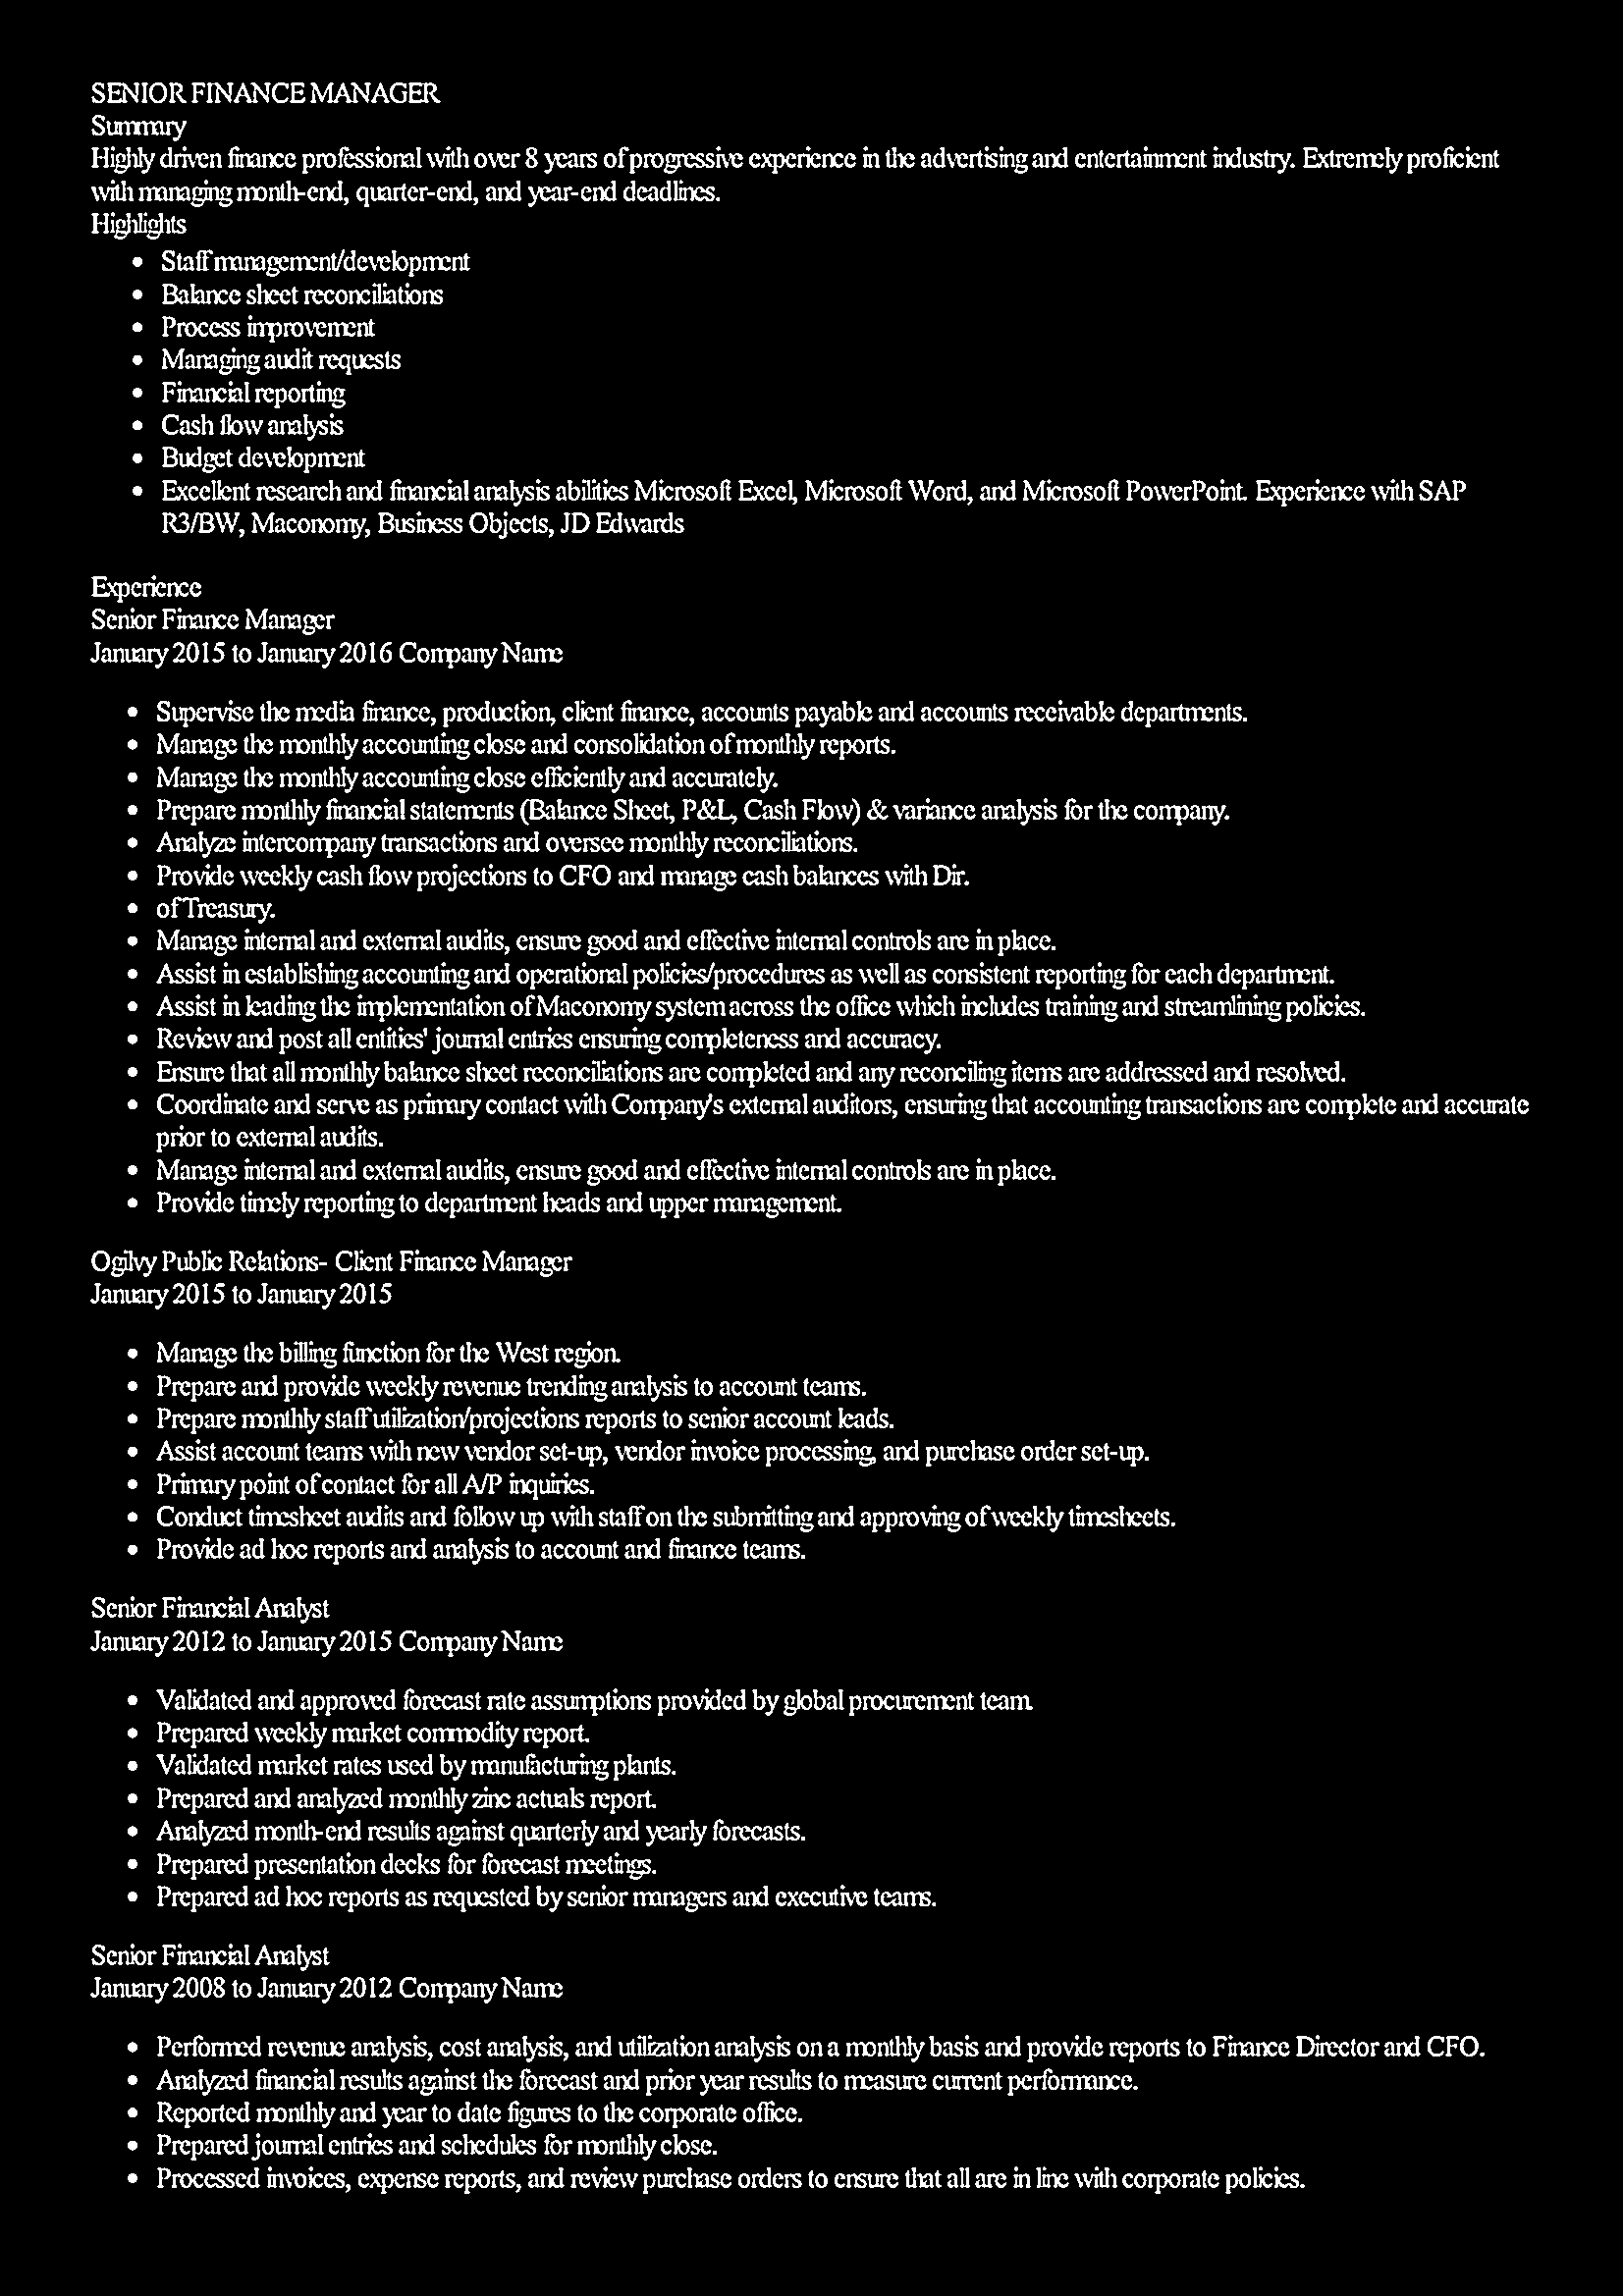 SENIOR FINANCE MANAGER
Summary
Highly driven finance professional with over 8 years of progressive experience in the advertising and entertainment industry. Extremely proficient
with managing month-end, quarter-end, and year-end deadlines.
Highlights
• Staff management/development
• Balance sheet reconciliations
• Process improvement
• Managing audit requests
• Financial reporting
• Cash flow analysis
• Budget development
• Excellent research and financial analysis abilities Microsoft Excel, Microsoft Word, and Microsoft PowerPoint. Experience with SAP
R3/BW, Maconomy, Business Objects, JD Edwards
Experience
Senior Finance Manager
January 2015 to January 2016 Company Name
• Supervise the media finance, production, client finance, accounts payable and accounts receivable departments.
• Manage the monthly accounting close and consolidation of monthly reports.
• Manage the monthly accounting close efficiently and accurately.
• Prepare monthly financial statements (Balance Sheet, P&L, Cash Flow) & variance analysis for the company.
• Analyze intercompany transactions and oversee monthly reconciliations.
• Provide weekly cash flow projections to CFO and manage cash balances with Dir.
• of Treasury.
• Manage internal and external audits, ensure good and effective internal controls are in place.
• Assist in establishing accounting and operational policies/procedures as well as consistent reporting for each department.
• Assist in leading the implementation of Maconomy system across the office which includes training and streamlining policies.
• Review and post all entities' journal entries ensuring completeness and accuracy.
• Ensure that all monthly balance sheet reconciliations are completed and any reconciling items are addressed and resolved.
• Coordinate and serve as primary contact with Company's external auditors, ensuring that accounting transactions are complete and accurate
prior to external audits.
• Manage internal and external audits, ensure good and effective internal controls are in place.
• Provide timely reporting to department heads and upper management.
Ogilvy Public Relations- Client Finance Manager
January 2015 to January 2015
• Manage the billing function for the West region.
• Prepare and provide weekly revenue trending analysis to account teams.
• Prepare monthly staff utilization/projections reports to senior account leads.
• Assist account teams with new vendor set-up, vendor invoice processing, and purchase order set-up.
• Primary point of contact for all A/P inquiries.
• Conduct timesheet audits and follow up with staff on the submitting and approving of weekly timesheets.
• Provide ad hoc reports and analysis to account and finance teams.
Senior Financial Analyst
January 2012 to January 2015 Company Name
• Validated and approved forecast rate assumptions provided by global procurement team.
• Prepared weekly market commodity report.
• Validated market rates used by manufacturing plants.
• Prepared and analyzed monthly zinc actuals report.
• Analyzed month-end results against quarterly and yearly forecasts.
• Prepared presentation decks for forecast meetings.
• Prepared ad hoc reports as requested by senior managers and executive teams.
Senior Financial Analyst
January 2008 to January 2012 Company Name
• Performed revenue analysis, cost analysis, and utilization analysis on a monthly basis and provide reports to Finance Director and CFO.
• Analyzed financial results against the forecast and prior year results to measure current performance.
• Reported monthly and year to date figures to the corporate office.
• Prepared journal entries and schedules for monthly close.
• Processed invoices, expense reports, and review purchase orders to ensure that all are in line with corporate policies.